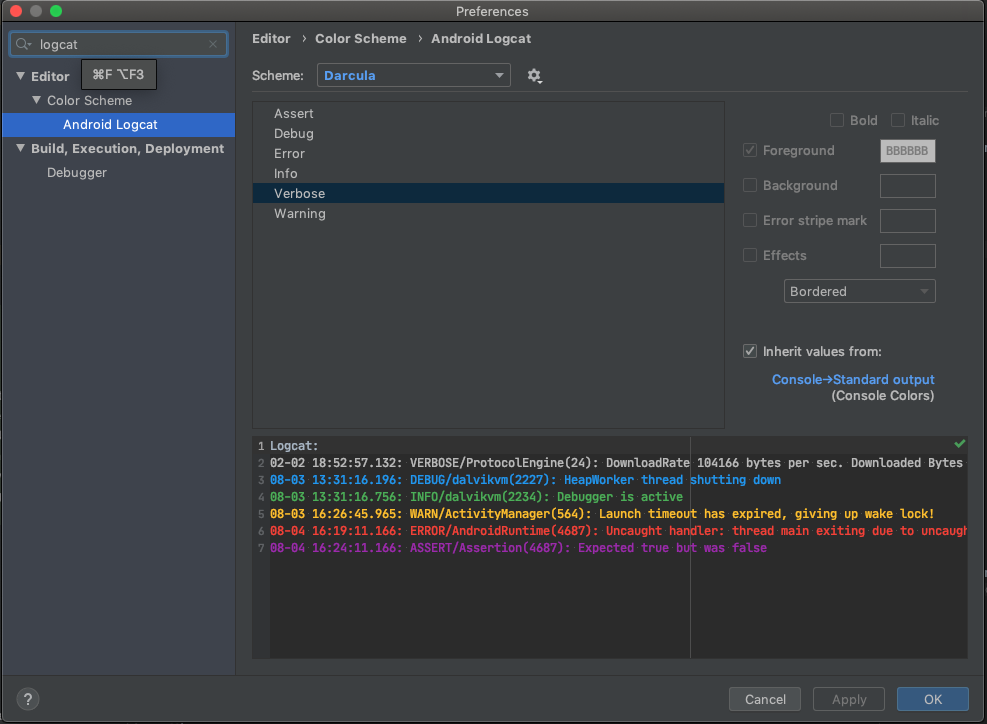 Preferences
logcat
⌘F ⌥F3
Editor
Color Scheme
Android Logcat
Build, Execution, Deployment
Debugger
Editor › Color Scheme › Android Logcat
Scheme: Darcula
Assert
Debug
Error
Info
Verbose
Warning
Bold Italic
Foreground BBBBBB
Background
Error stripe mark
Effects
Bordered
Inherit values from:
Console→Standard output
(Console Colors)
1 Logcat:
2 02-02 18:52:57.132: VERBOSE/ProtocolEngine(24): DownloadRate 104166 bytes per sec. Downloaded Bytes
3 08-03 13:31:16.196: DEBUG/dalvikvm(2227): HeapWorker thread shutting down
4 08-03 13:31:16.756: INFO/dalvikvm(2234): Debugger is active
5 08-03 16:26:45.965: WARN/ActivityManager(564): Launch timeout has expired, giving up wake lock!
6 08-04 16:19:11.166: ERROR/AndroidRuntime(4687): Uncaught handler: thread main exiting due to uncaugh
7 08-04 16:24:11.166: ASSERT/Assertion(4687): Expected true but was false
?
Cancel Apply OK